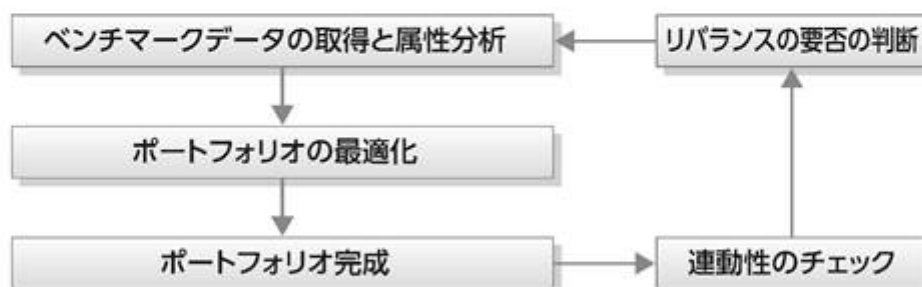 ベンチマークデータの取得と属性分析
リバランスの要否の判断
ポートフォリオの最適化
ポートフォリオ完成
連動性のチェック